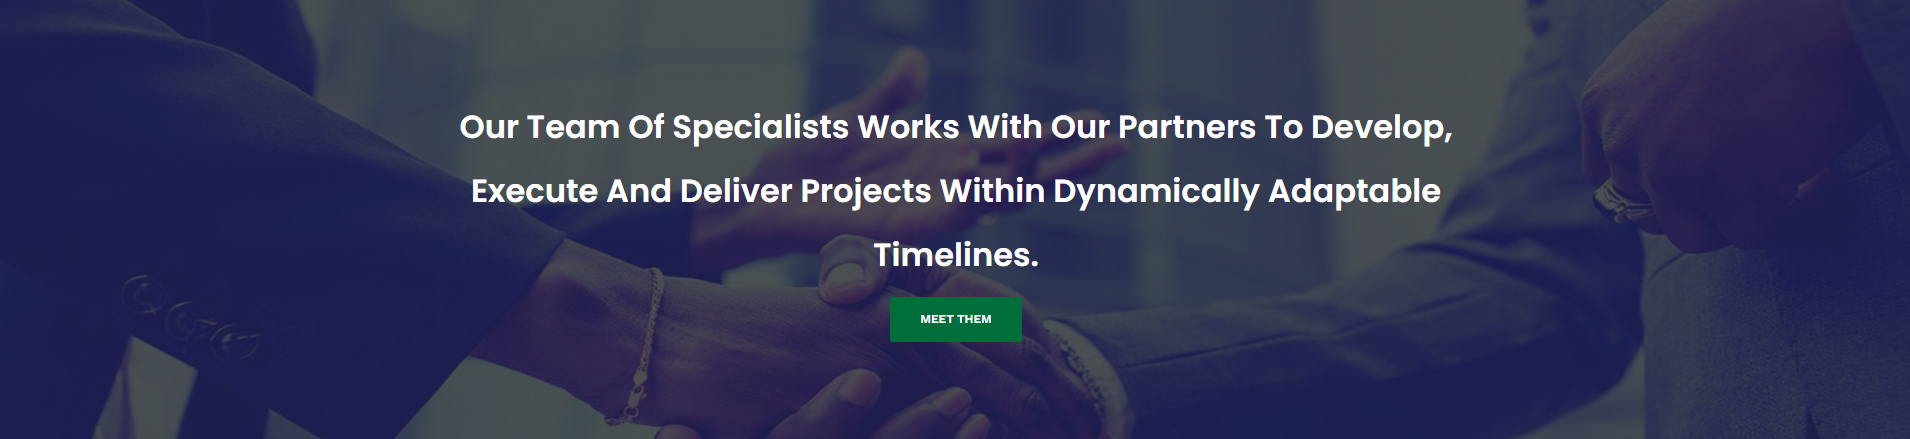 Our Team Of Specialists Works With Our Partners To Develop,
Execute And Deliver Projects Within Dynamically Adaptable
Timelines.
MEET THEM